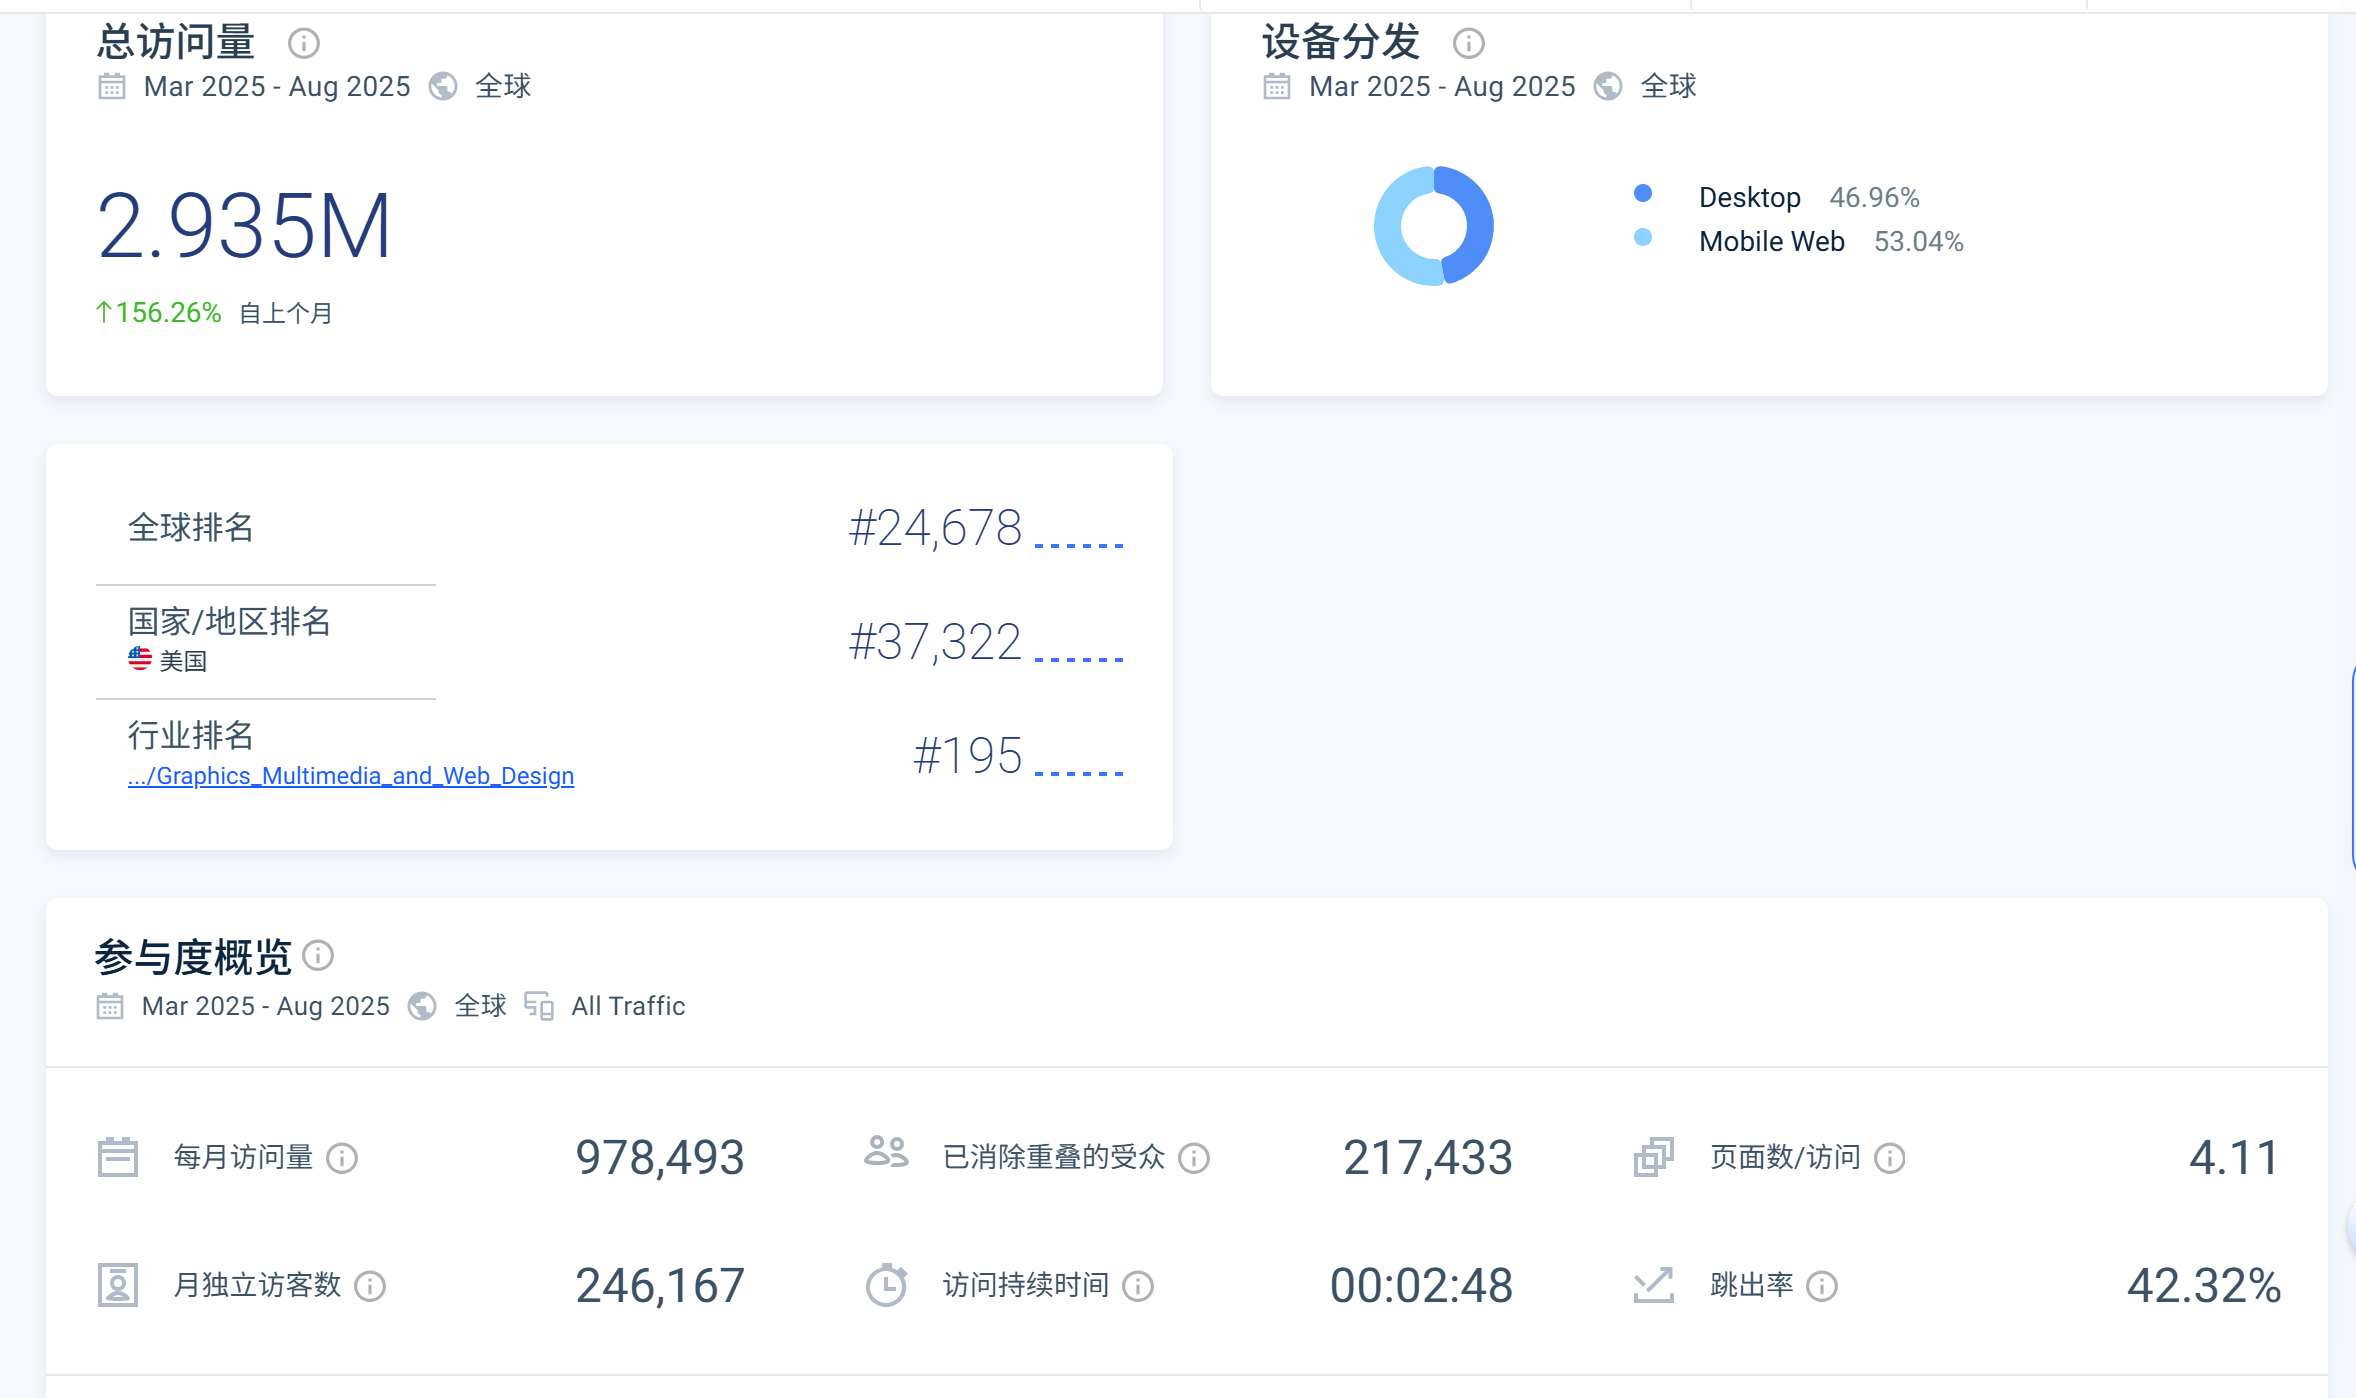 总访问量
Mar 2025 - Aug 2025 全球
2.935M
↑156.26% 自上个月
设备分发
Mar 2025 - Aug 2025 全球
Desktop 46.96%
Mobile Web 53.04%
全球排名 #24,678
国家/地区排名 #37,322
美国
行业排名 #195
.../Graphics_Multimedia_and_Web_Design
参与度概览
Mar 2025 - Aug 2025 全球 All Traffic
每月访问量 978,493
已消除重叠的受众 217,433
页面数/访问 4.11
月独立访客数 246,167
访问持续时间 00:02:48
跳出率 42.32%